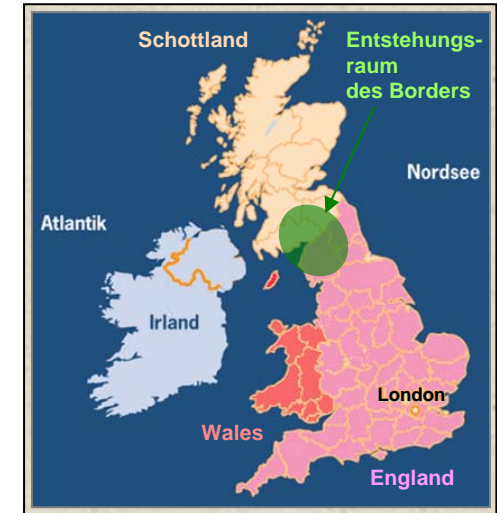 Schottland
Entstehungs-
raum
des Borders
Nordsee
Atlantik
Irland
London
Wales
England